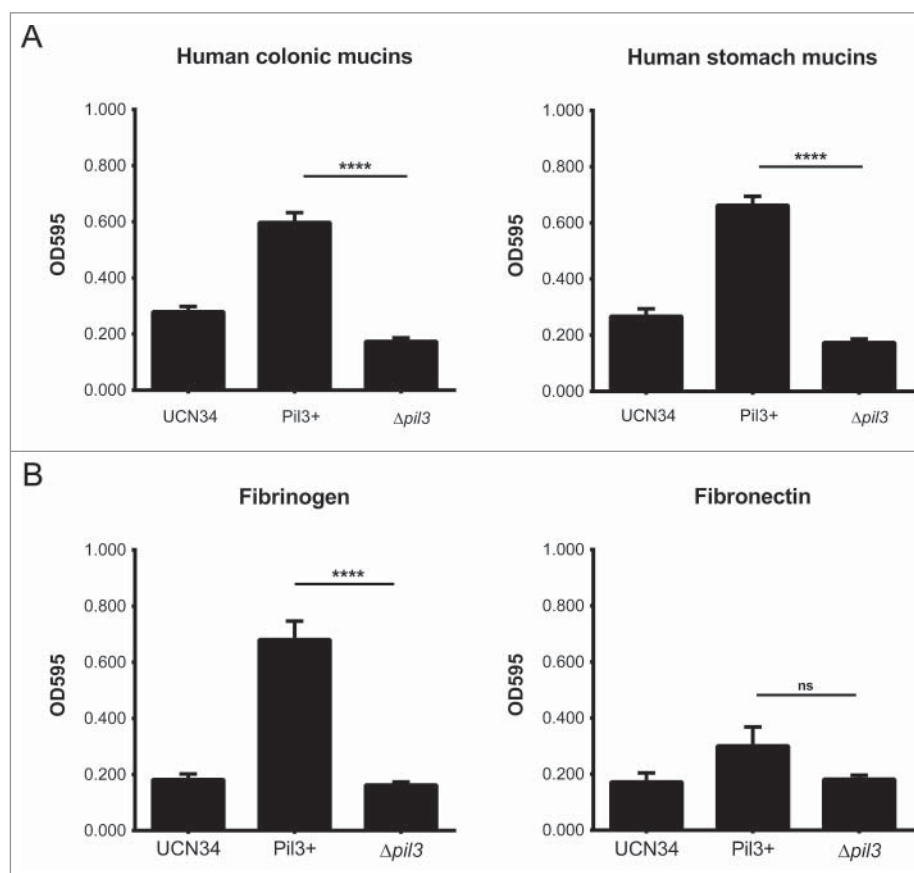 A
Human colonic mucins
1.000
0.800
0.600
0.400
0.200
0.000
OD595
****
UCN34 Pil3+ Δpil3
Human stomach mucins
1.000
0.800
0.600
0.400
0.200
0.000
OD595
****
UCN34 Pil3+ Δpil3
B
Fibrinogen
1.000
0.800
0.600
0.400
0.200
0.000
OD595
****
UCN34 Pil3+ Δpil3
Fibronectin
1.000
0.800
0.600
0.400
0.200
0.000
OD595
ns
UCN34 Pil3+ Δpil3